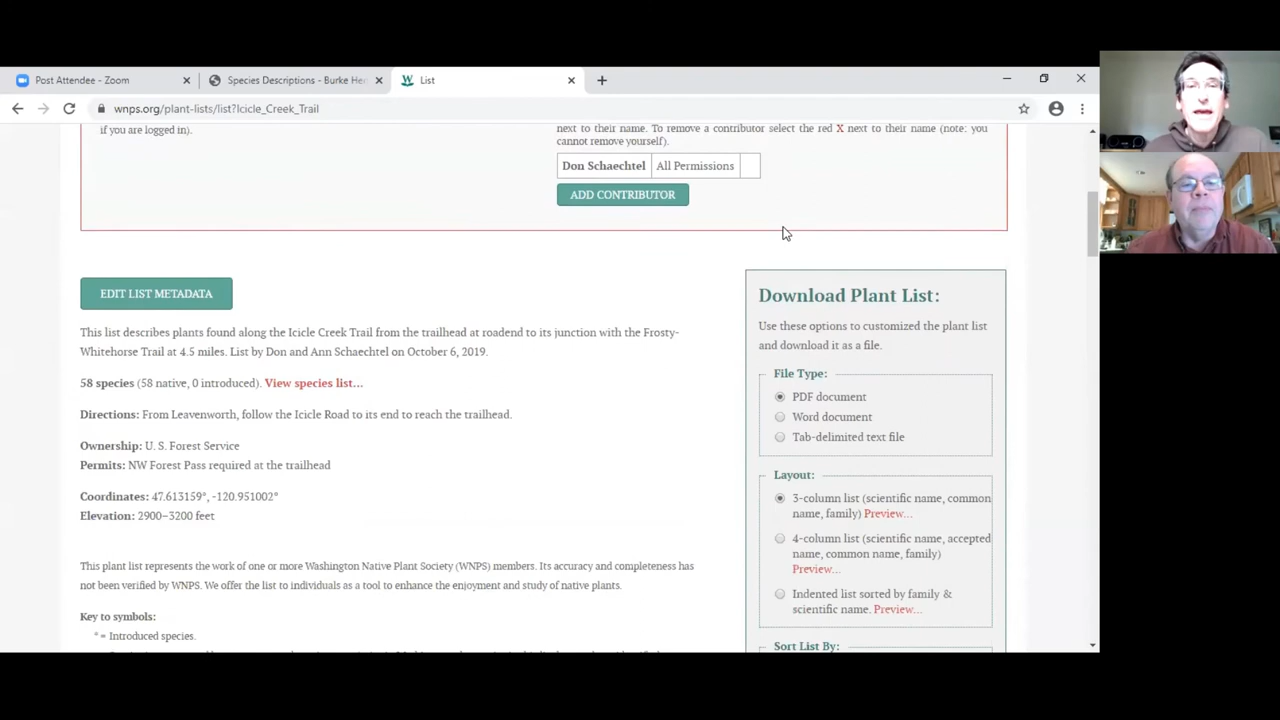 Post Attendee - Zoom
Species Descriptions - Burke Her
List
wnps.org/plant-lists/list?Icicle_Creek_Trail
if you are logged in).
next to their name. To remove a contributor select the red X next to their name (note: you
cannot remove yourself).
Don Schaechtel All Permissions
ADD CONTRIBUTOR
EDIT LIST METADATA
This list describes plants found along the Icicle Creek Trail from the trailhead at roadend to its junction with the Frosty-
Whitehorse Trail at 4.5 miles. List by Don and Ann Schaechtel on October 6, 2019.
58 species (58 native, 0 introduced). View species list...
Directions: From Leavenworth, follow the Icicle Road to its end to reach the trailhead.
Ownership: U. S. Forest Service
Permits: NW Forest Pass required at the trailhead
Coordinates: 47.613159°, -120.951002°
Elevation: 2900–3200 feet
This plant list represents the work of one or more Washington Native Plant Society (WNPS) members. Its accuracy and completeness has
not been verified by WNPS. We offer the list to individuals as a tool to enhance the enjoyment and study of native plants.
Key to symbols:
* = Introduced species.
Download Plant List:
Use these options to customized the plant list
and download it as a file.
File Type:
PDF document
Word document
Tab-delimited text file
Layout:
3-column list (scientific name, common
name, family) Preview...
4-column list (scientific name, accepted
name, common name, family)
Preview...
Indented list sorted by family &
scientific name. Preview...
Sort List By: